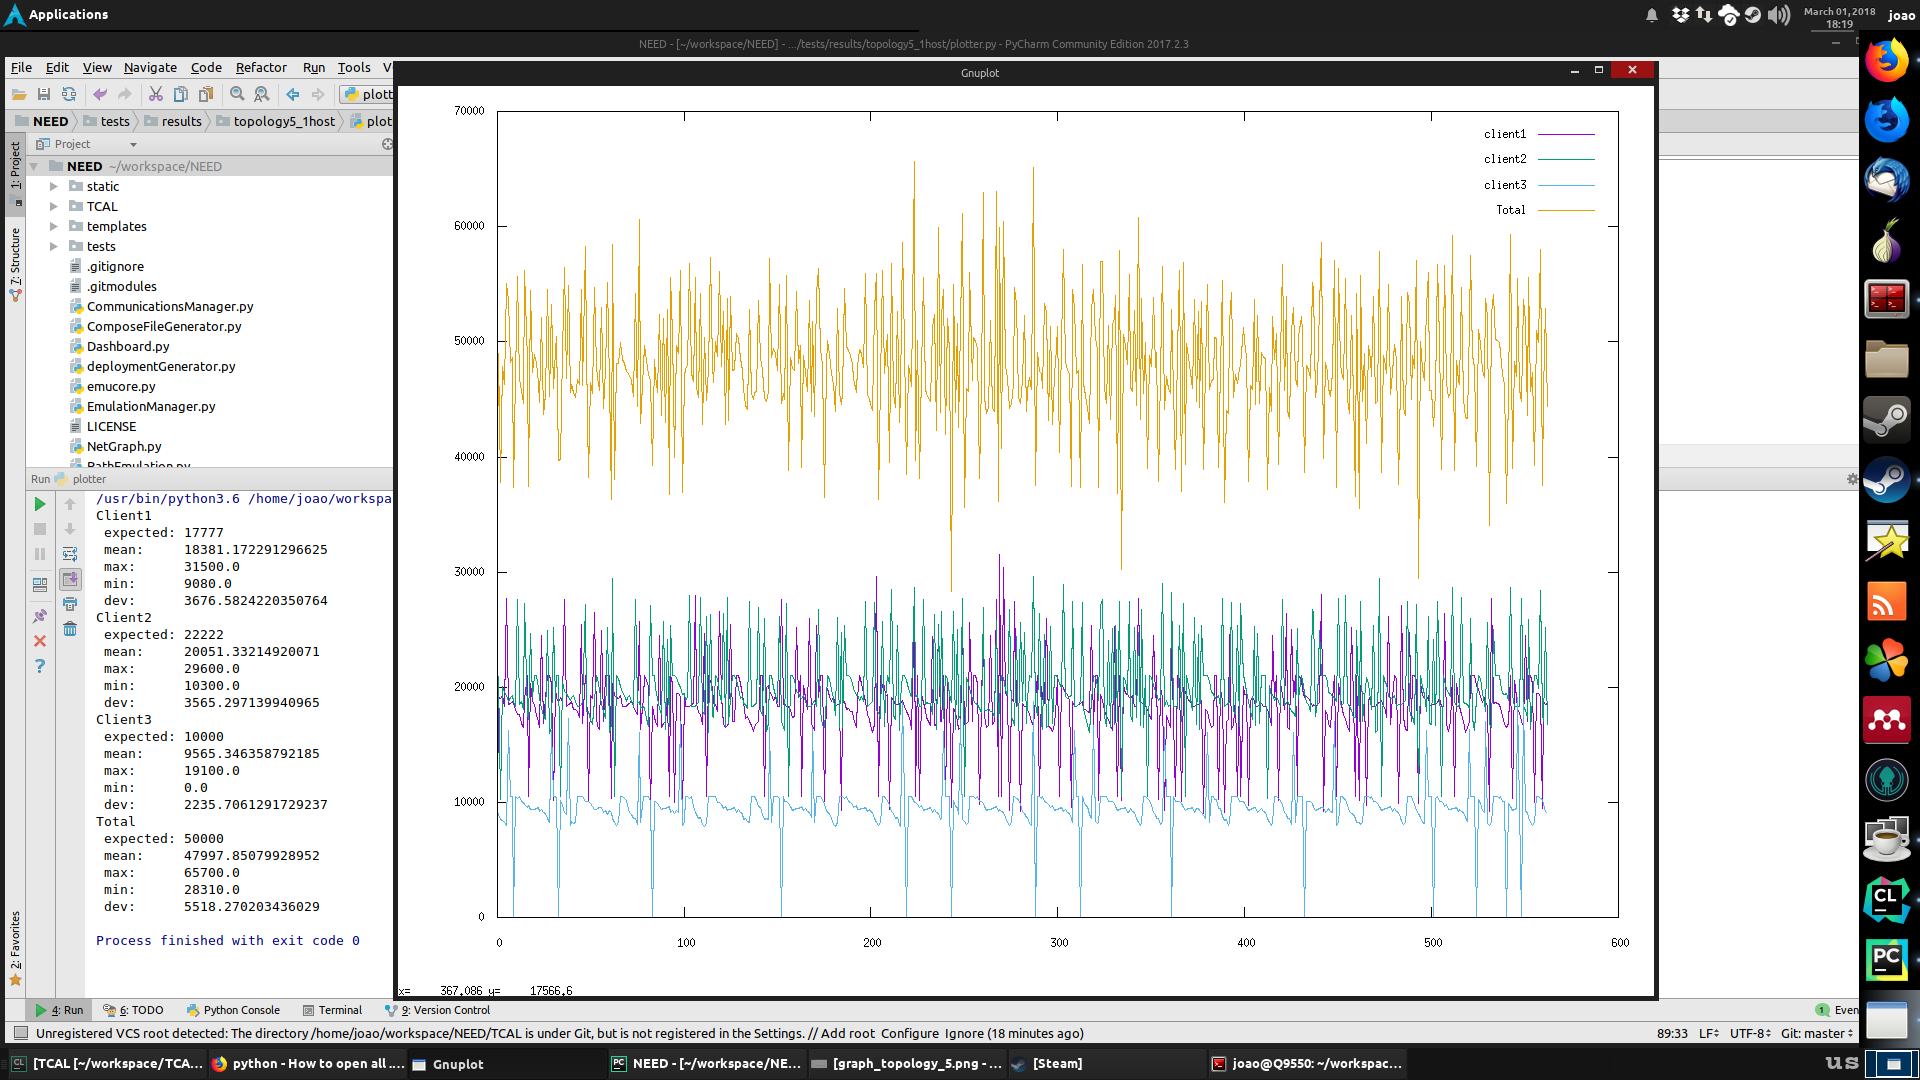 Applications
March 01, 2018
18:19
joao
NEED - [~/workspace/NEED] - .../tests/results/topology5_1host/plotter.py - PyCharm Community Edition 2017.2.3
File Edit View Navigate Code Refactor Run Tools V
Gnuplot
plott
NEED tests results topology5_1host plot
Project
NEED ~/workspace/NEED
static
TCAL
templates
tests
.gitignore
.gitmodules
CommunicationsManager.py
ComposeFileGenerator.py
Dashboard.py
deploymentGenerator.py
emucore.py
EmulationManager.py
LICENSE
NetGraph.py
PathEmulation.py
1: Project
7: Structure
2: Favorites
Run plotter
/usr/bin/python3.6 /home/joao/workspa
Client1
expected: 17777
mean: 18381.172291296625
max: 31500.0
min: 9080.0
dev: 3676.5824220350764
Client2
expected: 22222
mean: 20051.33214920071
max: 29600.0
min: 10300.0
dev: 3565.297139940965
Client3
expected: 10000
mean: 9565.346358792185
max: 19100.0
min: 0.0
dev: 2235.7061291729237
Total
expected: 50000
mean: 47997.85079928952
max: 65700.0
min: 28310.0
dev: 5518.270203436029
Process finished with exit code 0
70000
60000
50000
40000
30000
20000
10000
0
0 100 200 300 400 500 600
client1
client2
client3
Total
x= 367.086 y= 17566.6
4: Run 6: TODO Python Console Terminal 9: Version Control
1 Even
Unregistered VCS root detected: The directory /home/joao/workspace/NEED/TCAL is under Git, but is not registered in the Settings. // Add root Configure Ignore (18 minutes ago)
89:33 LF UTF-8 Git: master
[TCAL [~/workspace/TCA... python - How to open all .... Gnuplot NEED - [~/workspace/NE... [graph_topology_5.png - ... [Steam] joao@Q9550: ~/workspac...
us
CL
PC